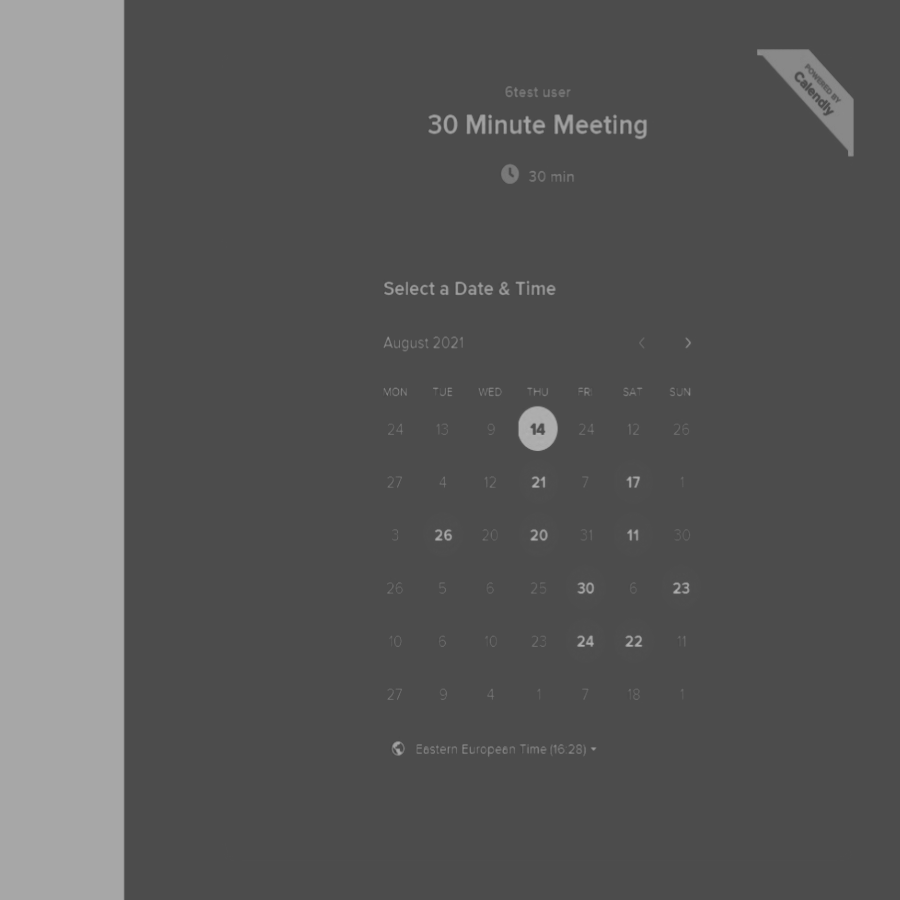 POWERED BY
Calendly
6test user
30 Minute Meeting
30 min
Select a Date & Time
August 2021
MON TUE WED THU FRI SAT SUN
24 13 9 14 24 12 26
27 4 12 21 7 17 1
3 26 20 20 31 11 30
26 5 6 25 30 6 23
10 6 10 23 24 22 11
27 9 4 1 7 18 1
Eastern European Time (16:28)